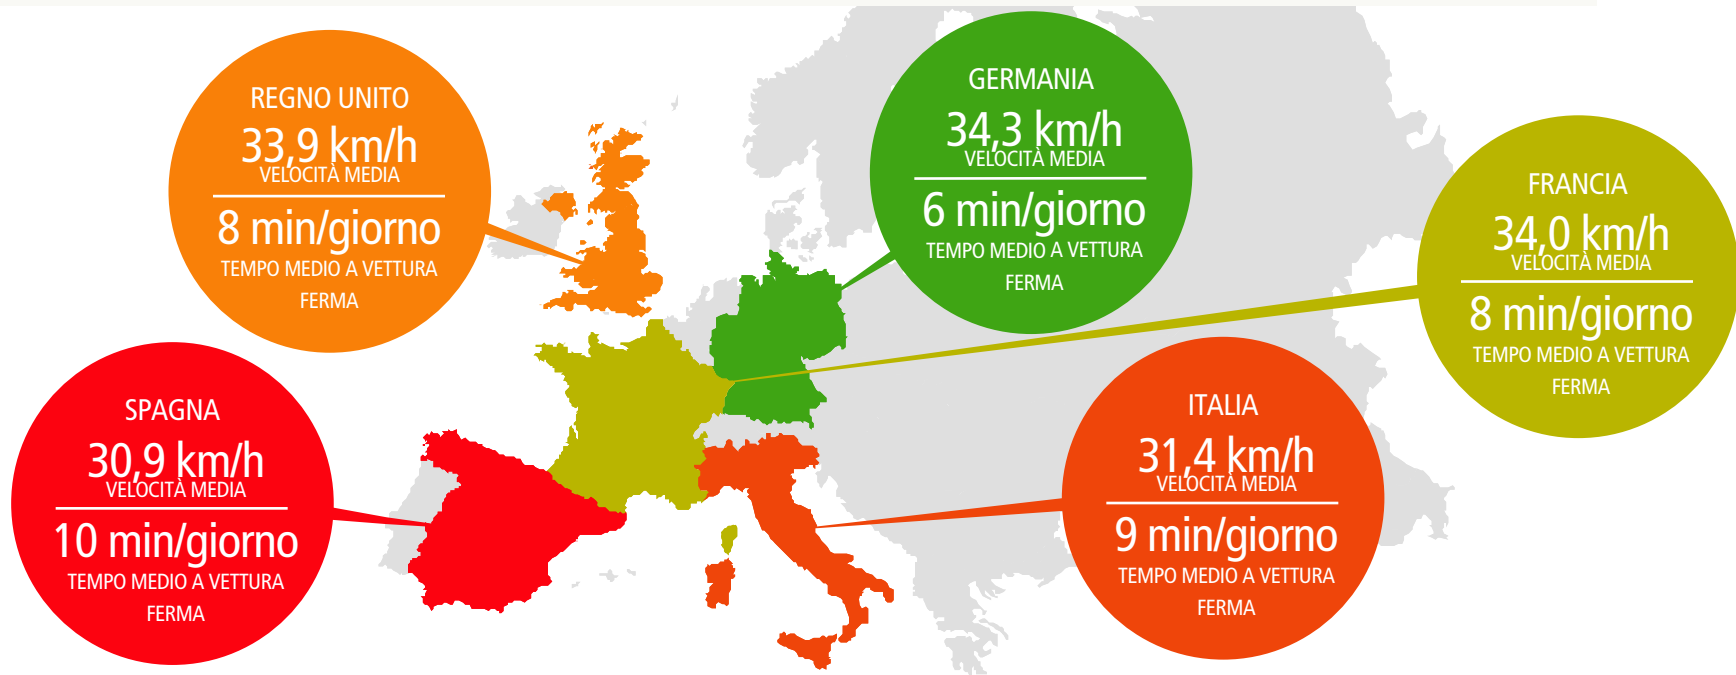 REGNO UNITO
33,9 km/h
VELOCITÀ MEDIA
8 min/giorno
TEMPO MEDIO A VETTURA
FERMA
GERMANIA
34,3 km/h
VELOCITÀ MEDIA
6 min/giorno
TEMPO MEDIO A VETTURA
FERMA
FRANCIA
34,0 km/h
VELOCITÀ MEDIA
8 min/giorno
TEMPO MEDIO A VETTURA
FERMA
SPAGNA
30,9 km/h
VELOCITÀ MEDIA
10 min/giorno
TEMPO MEDIO A VETTURA
FERMA
ITALIA
31,4 km/h
VELOCITÀ MEDIA
9 min/giorno
TEMPO MEDIO A VETTURA
FERMA